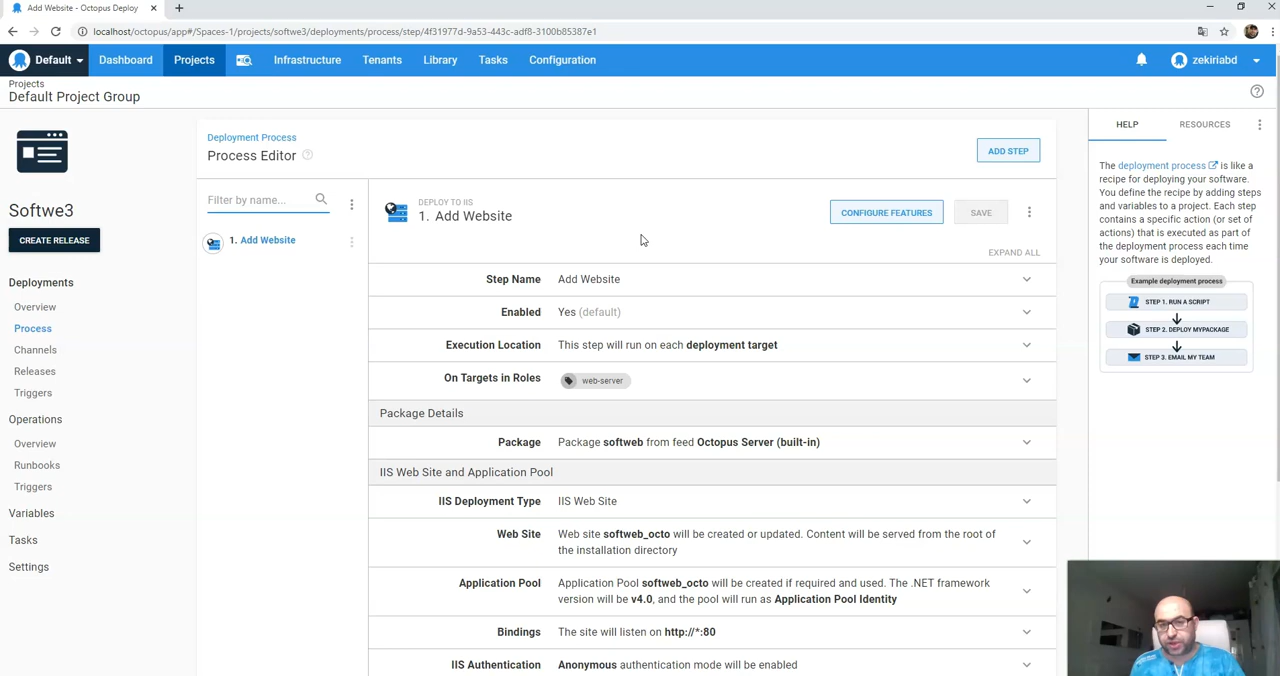 Add Website - Octopus Deploy
localhost/octopus/app#/Spaces-1/projects/softwe3/deployments/process/step/4f31977d-9a53-443c-adf8-3100b85387e1
Default
Dashboard
Projects
Infrastructure
Tenants
Library
Tasks
Configuration
zekiriabd
Projects
Default Project Group
Softwe3
CREATE RELEASE
Deployments
Overview
Process
Channels
Releases
Triggers
Operations
Overview
Runbooks
Triggers
Variables
Tasks
Settings
Deployment Process
Process Editor
ADD STEP
Filter by name...
1. Add Website
DEPLOY TO IIS
1. Add Website
CONFIGURE FEATURES
SAVE
EXPAND ALL
Step Name Add Website
Enabled Yes (default)
Execution Location This step will run on each deployment target
On Targets in Roles web-server
Package Details
Package Package softweb from feed Octopus Server (built-in)
IIS Web Site and Application Pool
IIS Deployment Type IIS Web Site
Web Site Web site softweb_octo will be created or updated. Content will be served from the root of
the installation directory
Application Pool Application Pool softweb_octo will be created if required and used. The .NET framework
version will be v4.0, and the pool will run as Application Pool Identity
Bindings The site will listen on http://*:80
IIS Authentication Anonymous authentication mode will be enabled
HELP
RESOURCES
The deployment process is like a
recipe for deploying your software.
You define the recipe by adding steps
and variables to a project. Each step
contains a specific action (or set of
actions) that is executed as part of
the deployment process each time
your software is deployed.
Example deployment process
STEP 1. RUN A SCRIPT
STEP 2. DEPLOY MYPACKAGE
STEP 3. EMAIL MY TEAM